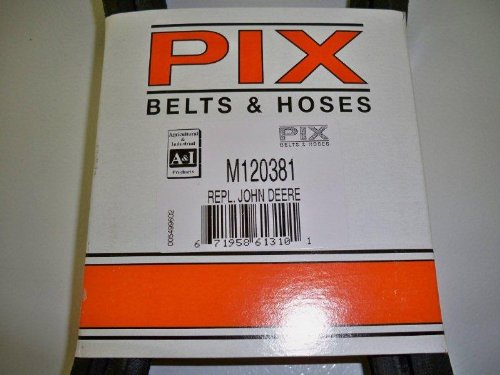 PIX
BELTS & HOSES
Agricultural &
Industrial
A&I
Products
PIX
BELTS & HOSES
M120381
REPL. JOHN DEERE
6 71958 61310 1